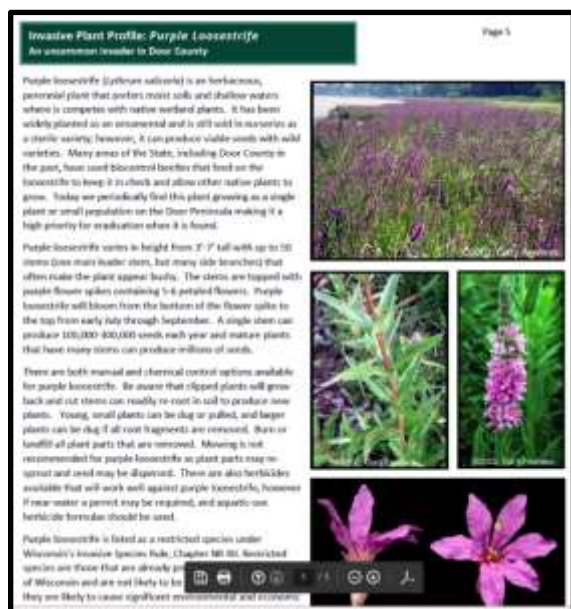 Invasive Plant Profile: Purple Loosestrife
An uncommon invader in Door County
Page 5
Purple loosestrife (Lythrum salicaria) is an herbaceous,
perennial plant that prefers moist soils and shallow waters
where is competes with native wetland plants. It has been
widely planted as an ornamental and is still sold in nurseries as
a sterile variety; however, it can produce viable seeds with wild
varieties. Many areas of the State, including Door County in
the past, have used biocontrol beetles that feed on the
loosestrife to keep it in check and allow other native plants to
grow. Today we periodically find this plant growing as a single
plant or small population on the Door Peninsula making it a
high priority for eradication when it is found.
Purple loosestrife varies in height from 3'-7' tall with up to 50
stems (one main leader stem, but many side branches) that
often make the plant appear bushy. The stems are topped with
purple flower spikes containing 5-6 petaled flowers. Purple
loosestrife will bloom from the bottom of the flower spike to
the top from early July through September. A single stem can
produce 100,000-400,000 seeds each year and mature plants
that have many stems can produce millions of seeds.
There are both manual and chemical control options available
for purple loosestrife. Be aware that clipped plants will grow
back and cut stems can readily re-root in soil to produce new
plants. Young, small plants can be dug or pulled, and larger
plants can be dug if all root fragments are removed. Burn or
landfill all plant parts that are removed. Mowing is not
recommended for purple loosestrife as plant parts may re-
sprout and seed may be dispersed. There are also herbicides
available that will work well against purple loosestrife, however
if near water a permit may be required, and aquatic use
herbicide formulas should be used.
Purple loosestrife is listed as a restricted species under
Wisconsin's Invasive Species Rule, Chapter NR 40. Restricted
species are those that are already
of Wisconsin and are not likely to be
they are likely to cause significant environmental and economic